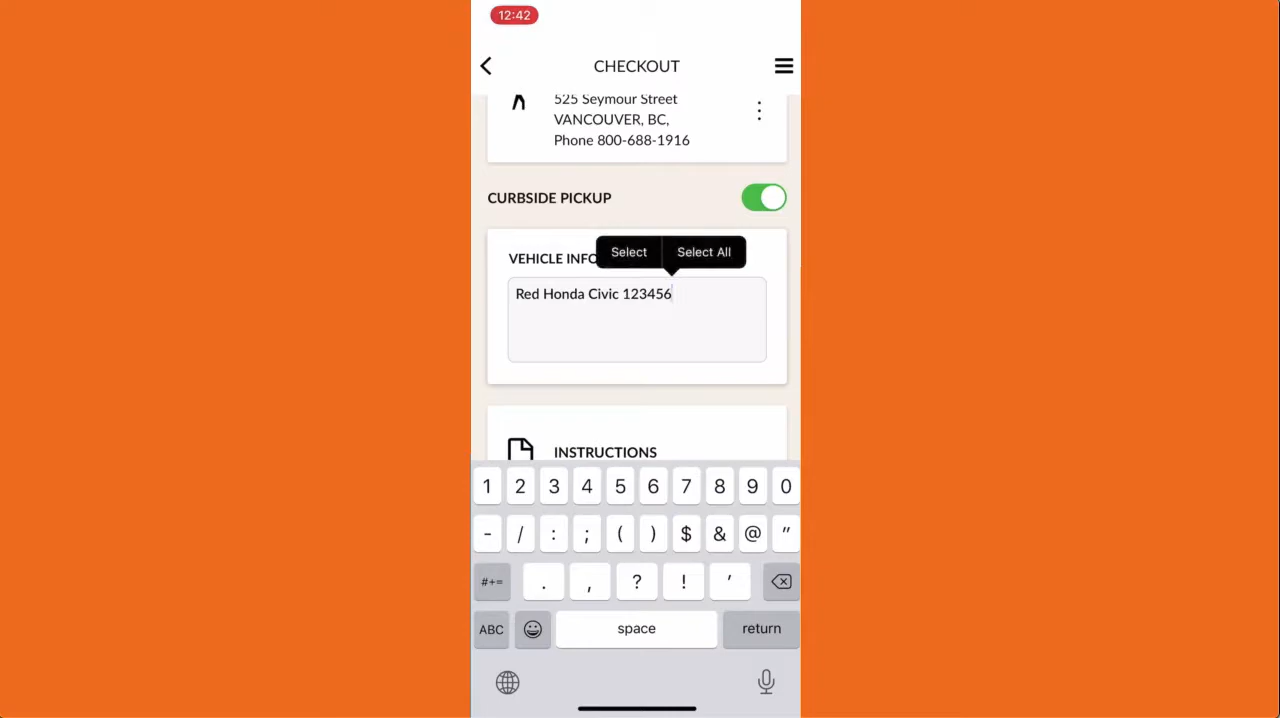 12:42
CHECKOUT
525 Seymour Street
VANCOUVER, BC,
Phone 800-688-1916
CURBSIDE PICKUP
Select Select All
VEHICLE INFO
Red Honda Civic 123456
INSTRUCTIONS
1 2 3 4 5 6 7 8 9 0
- / : ; ( ) $ & @ "
#+= . , ? ! '
ABC space return